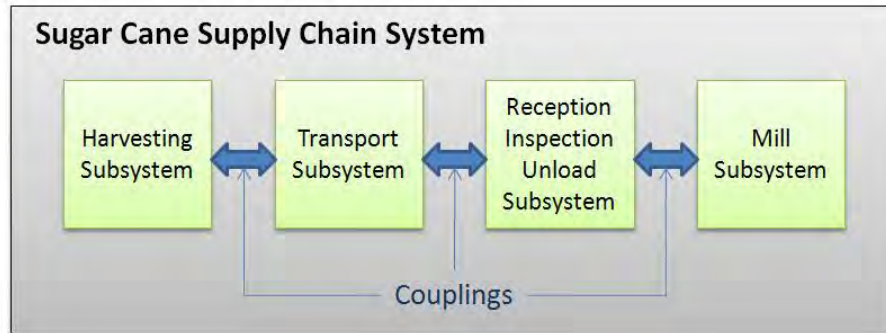 Sugar Cane Supply Chain System
Harvesting
Subsystem
Transport
Subsystem
Reception
Inspection
Unload
Subsystem
Mill
Subsystem
Couplings